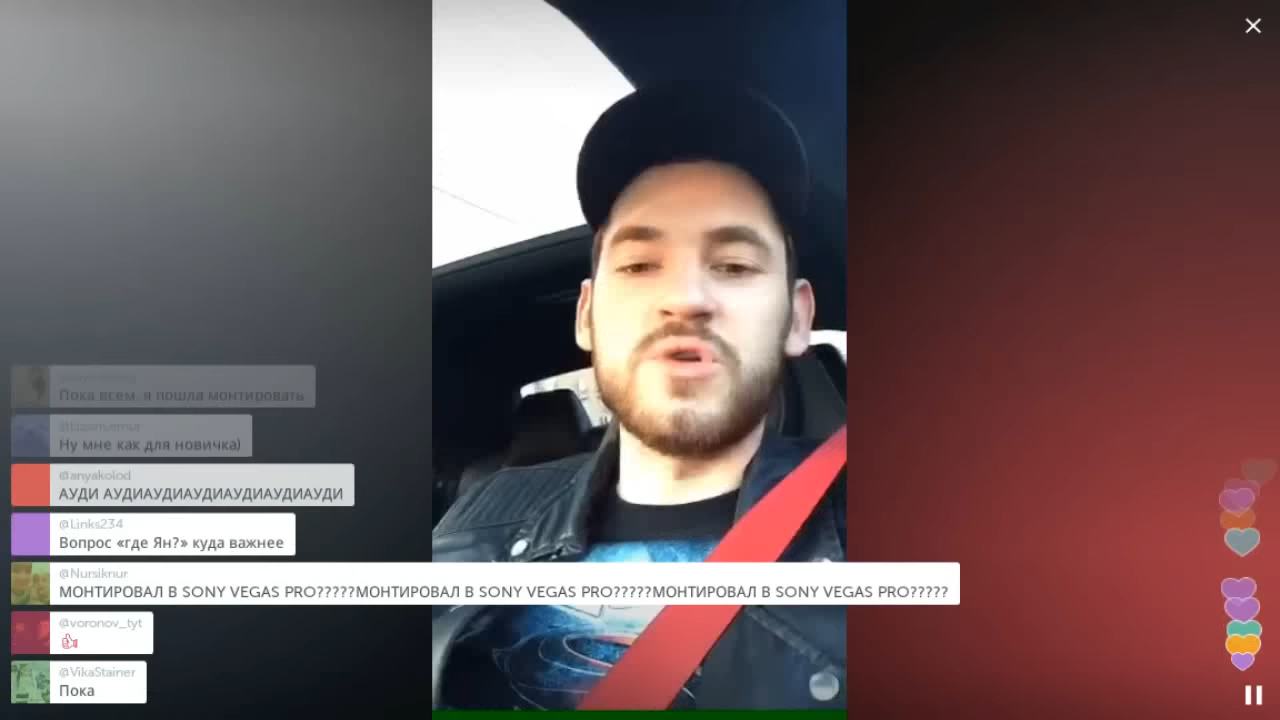 Пока всем, я пошла монтировать
Ну мне как для новичка)
@anyakolod
АУДИ АУДИАУДИАУДИАУДИАУДИАУДИ
@Links234
Вопрос «где Ян?» куда важнее
@Nursiknur
МОНТИРОВАЛ В SONY VEGAS PRO?????МОНТИРОВАЛ В SONY VEGAS PRO?????МОНТИРОВАЛ В SONY VEGAS PRO?????
@voronov_tyt
@VikaStainer
Пока